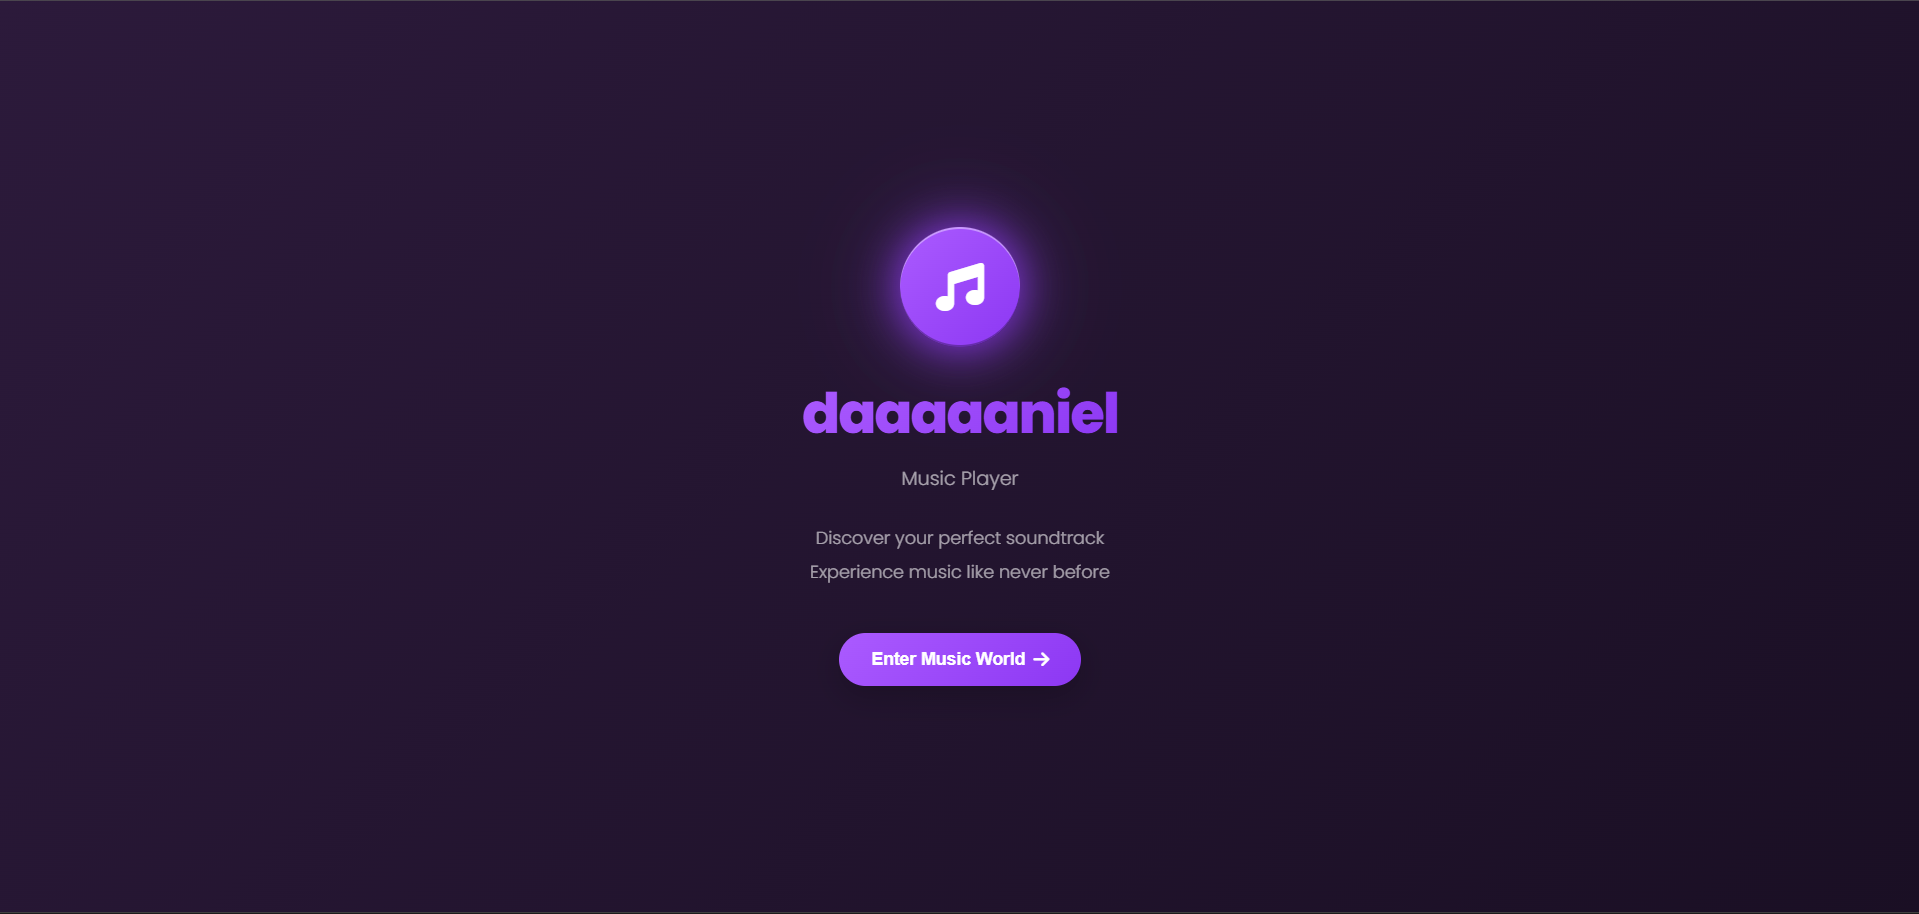 daaaaaniel
Music Player
Discover your perfect soundtrack
Experience music like never before
Enter Music World →